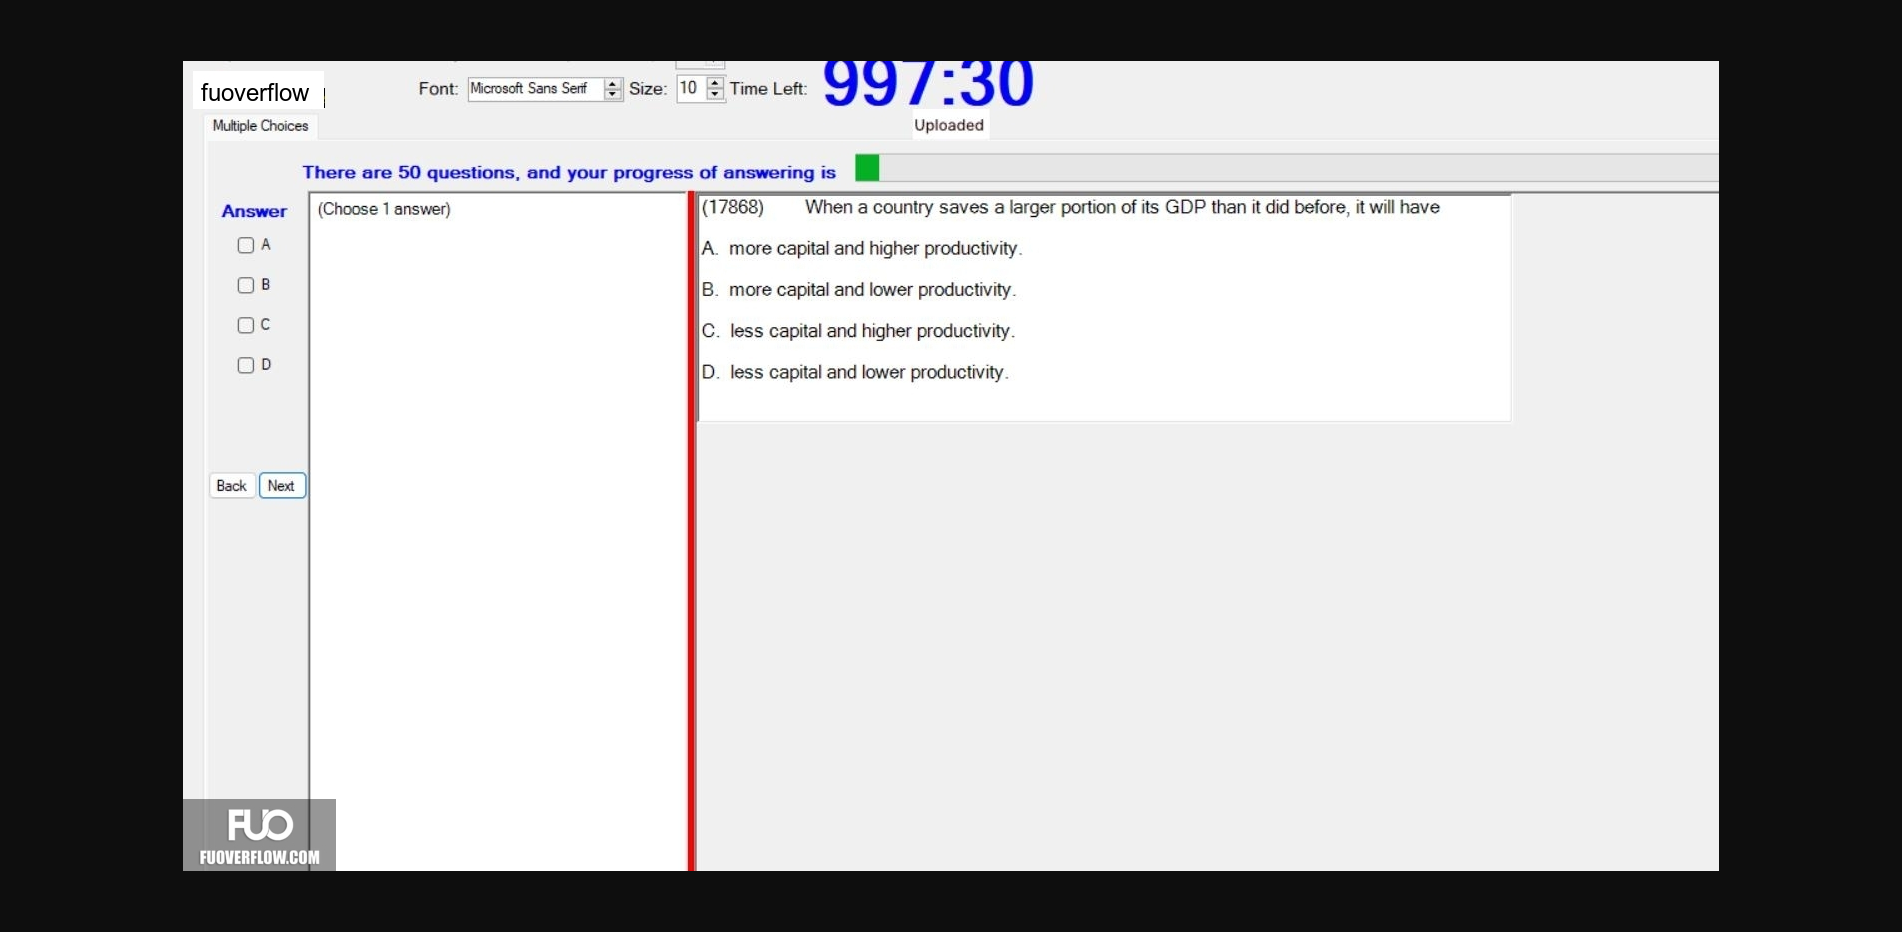 fuoverflow
Font: Microsoft Sans Serif Size: 10 Time Left: 997:30
Multiple Choices
Uploaded
There are 50 questions, and your progress of answering is
Answer
(Choose 1 answer)
A
B
C
D
Back Next
(17868) When a country saves a larger portion of its GDP than it did before, it will have
A. more capital and higher productivity.
B. more capital and lower productivity.
C. less capital and higher productivity.
D. less capital and lower productivity.
FUO
FUOVERFLOW.COM